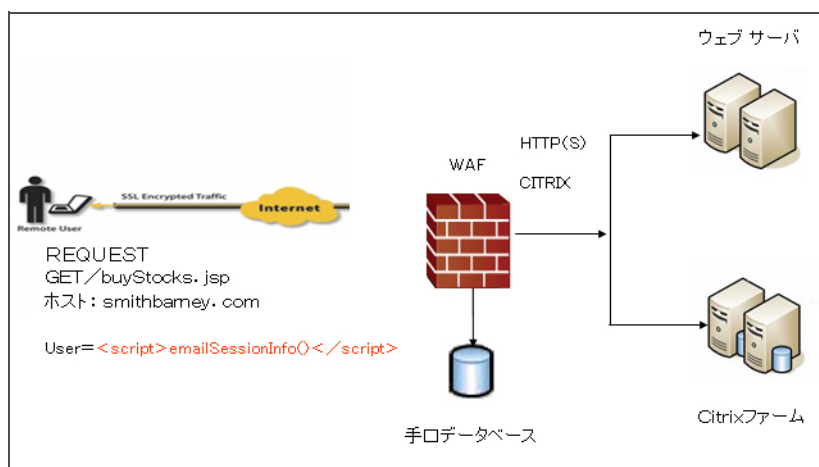 ウェブ サーバ
HTTP(S)
WAF
CITRIX
SSL Encrypted Traffic
Internet
Remote User
REQUEST
GET/buyStocks.jsp
ホスト: smithbarney.com
User=<script>emailSessionInfo()</script>
手口データベース
Citrixファーム